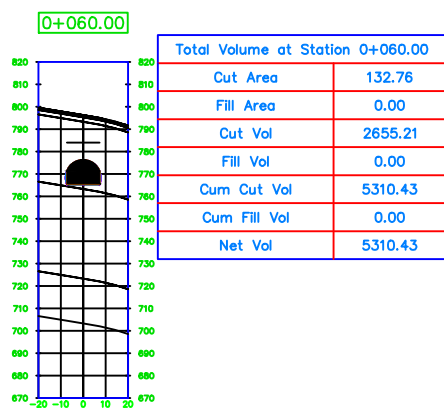 0+060.00
Total Volume at Station 0+060.00
Cut Area 132.76
Fill Area 0.00
Cut Vol 2655.21
Fill Vol 0.00
Cum Cut Vol 5310.43
Cum Fill Vol 0.00
Net Vol 5310.43
820 820
810 810
800 800
790 790
780 780
770 770
760 760
750 750
740 740
730 730
720 720
710 710
700 700
690 690
680 680
670 670
-20 -10 0 10 20